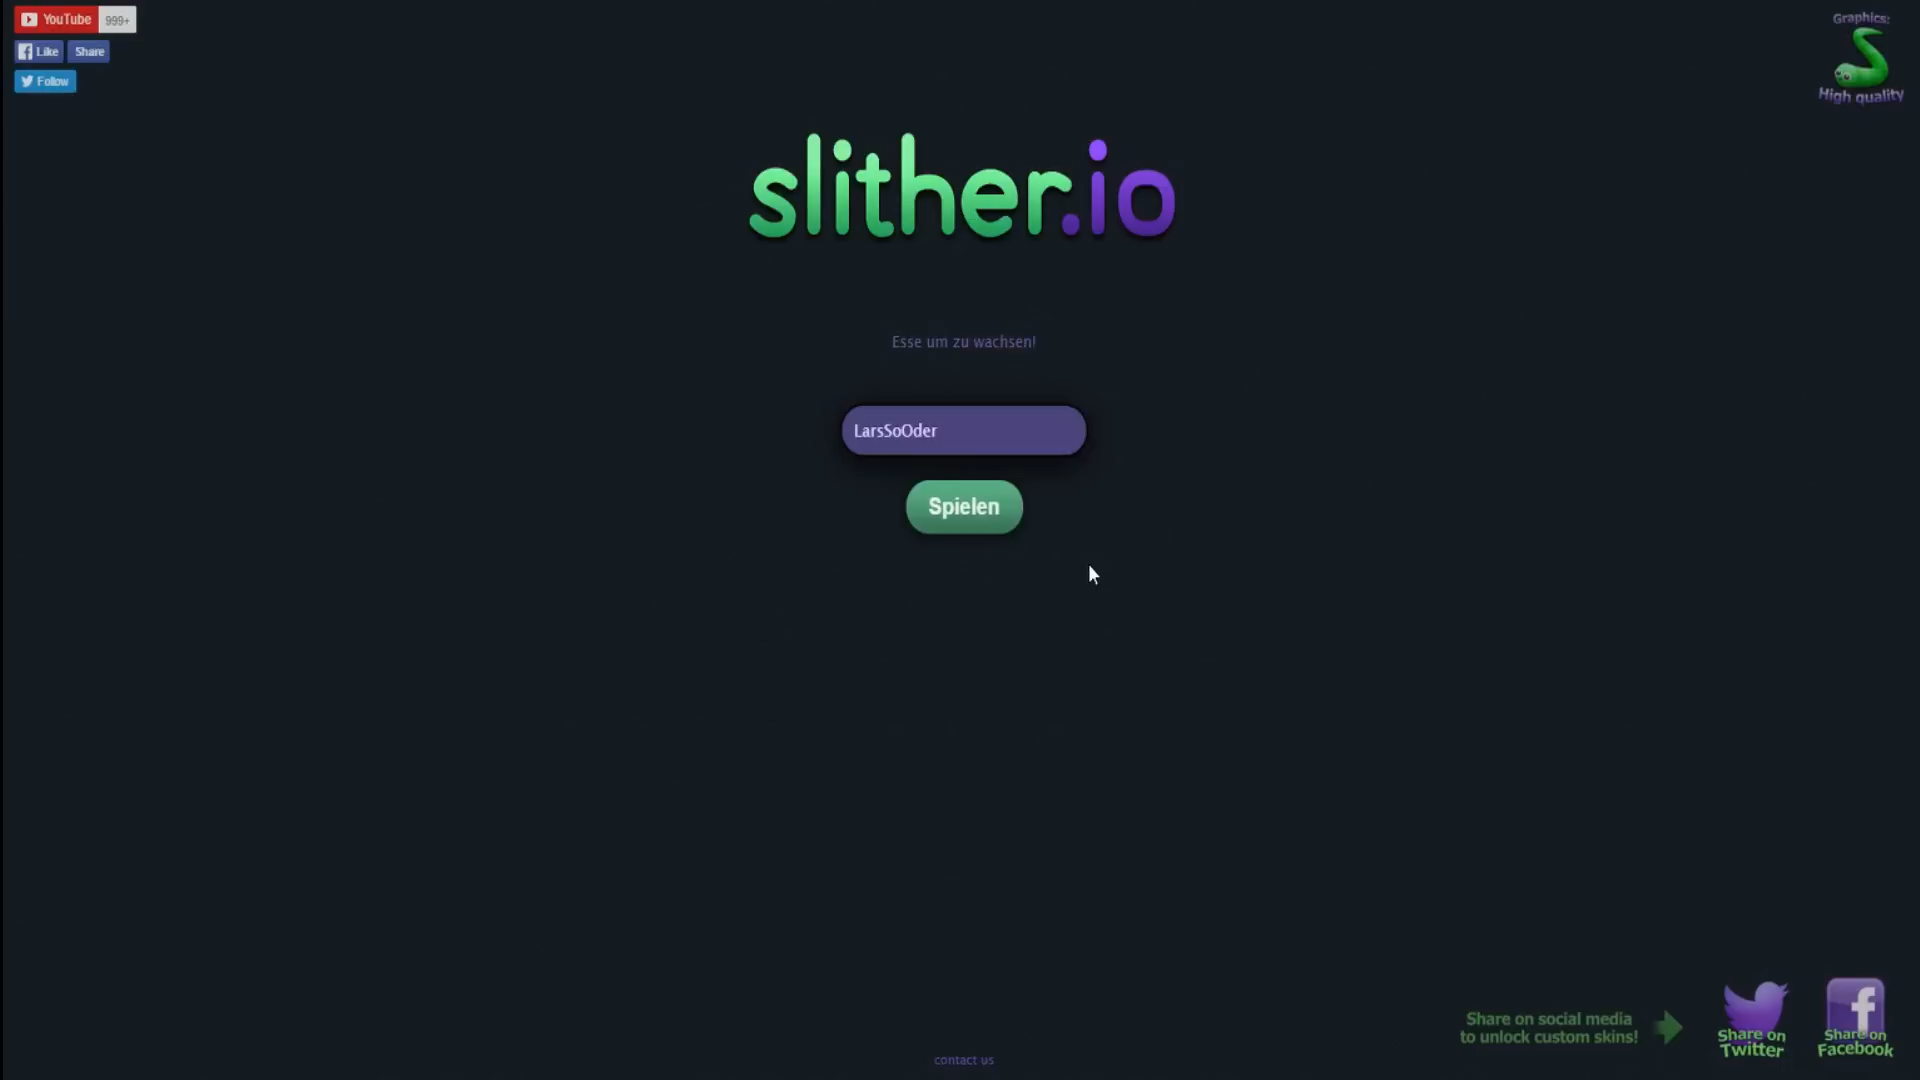 YouTube 999+
Like Share
Follow
Graphics:
High quality
slither.io
Esse um zu wachsen!
LarsSoOder
Spielen
Share on social media
to unlock custom skins!
Share on
Twitter
Share on
Facebook
contact us